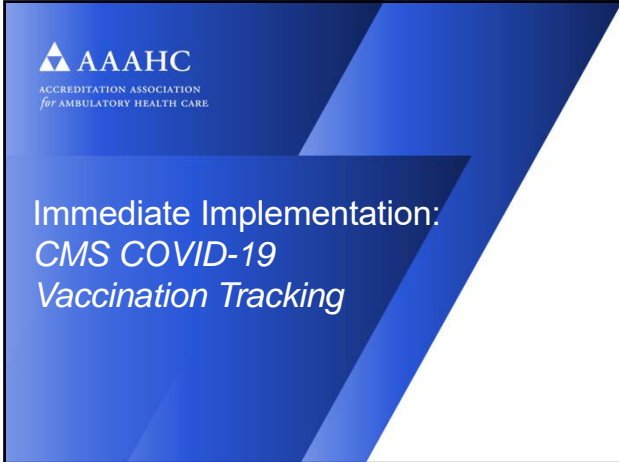 AAAHC
ACCREDITATION ASSOCIATION
for AMBULATORY HEALTH CARE
Immediate Implementation:
CMS COVID-19
Vaccination Tracking